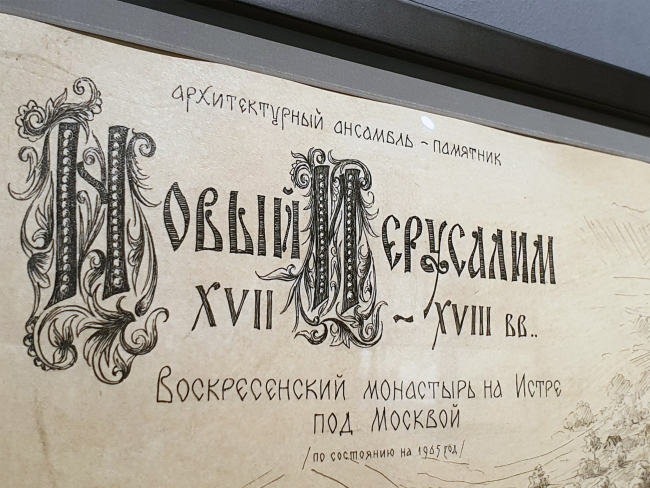 архитектурный ансамбль – памятник
Новый Иерусалим
XVII ~ XVIII вв..
Воскресенский монастырь на Истре
под Москвой
/по состоянию на 1965 год/